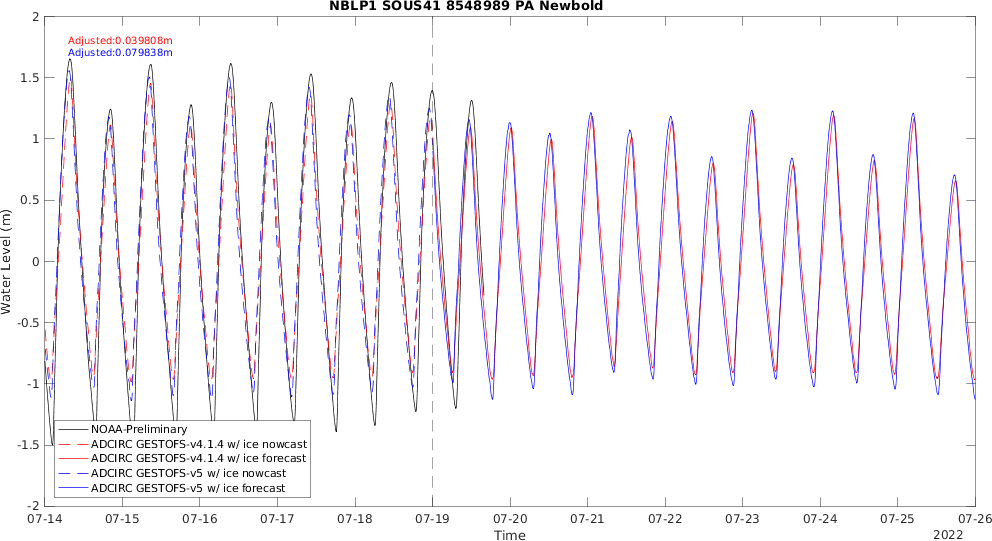 NBLP1 SOUS41 8548989 PA Newbold
Adjusted:0.039808m
Adjusted:0.079838m
2
1.5
1
0.5
0
-0.5
-1
-1.5
-2
Water Level (m)
NOAA-Preliminary
ADCIRC GESTOFS-v4.1.4 w/ ice nowcast
ADCIRC GESTOFS-v4.1.4 w/ ice forecast
ADCIRC GESTOFS-v5 w/ ice nowcast
ADCIRC GESTOFS-v5 w/ ice forecast
07-14 07-15 07-16 07-17 07-18 07-19 07-20 07-21 07-22 07-23 07-24 07-25 07-26
Time
2022